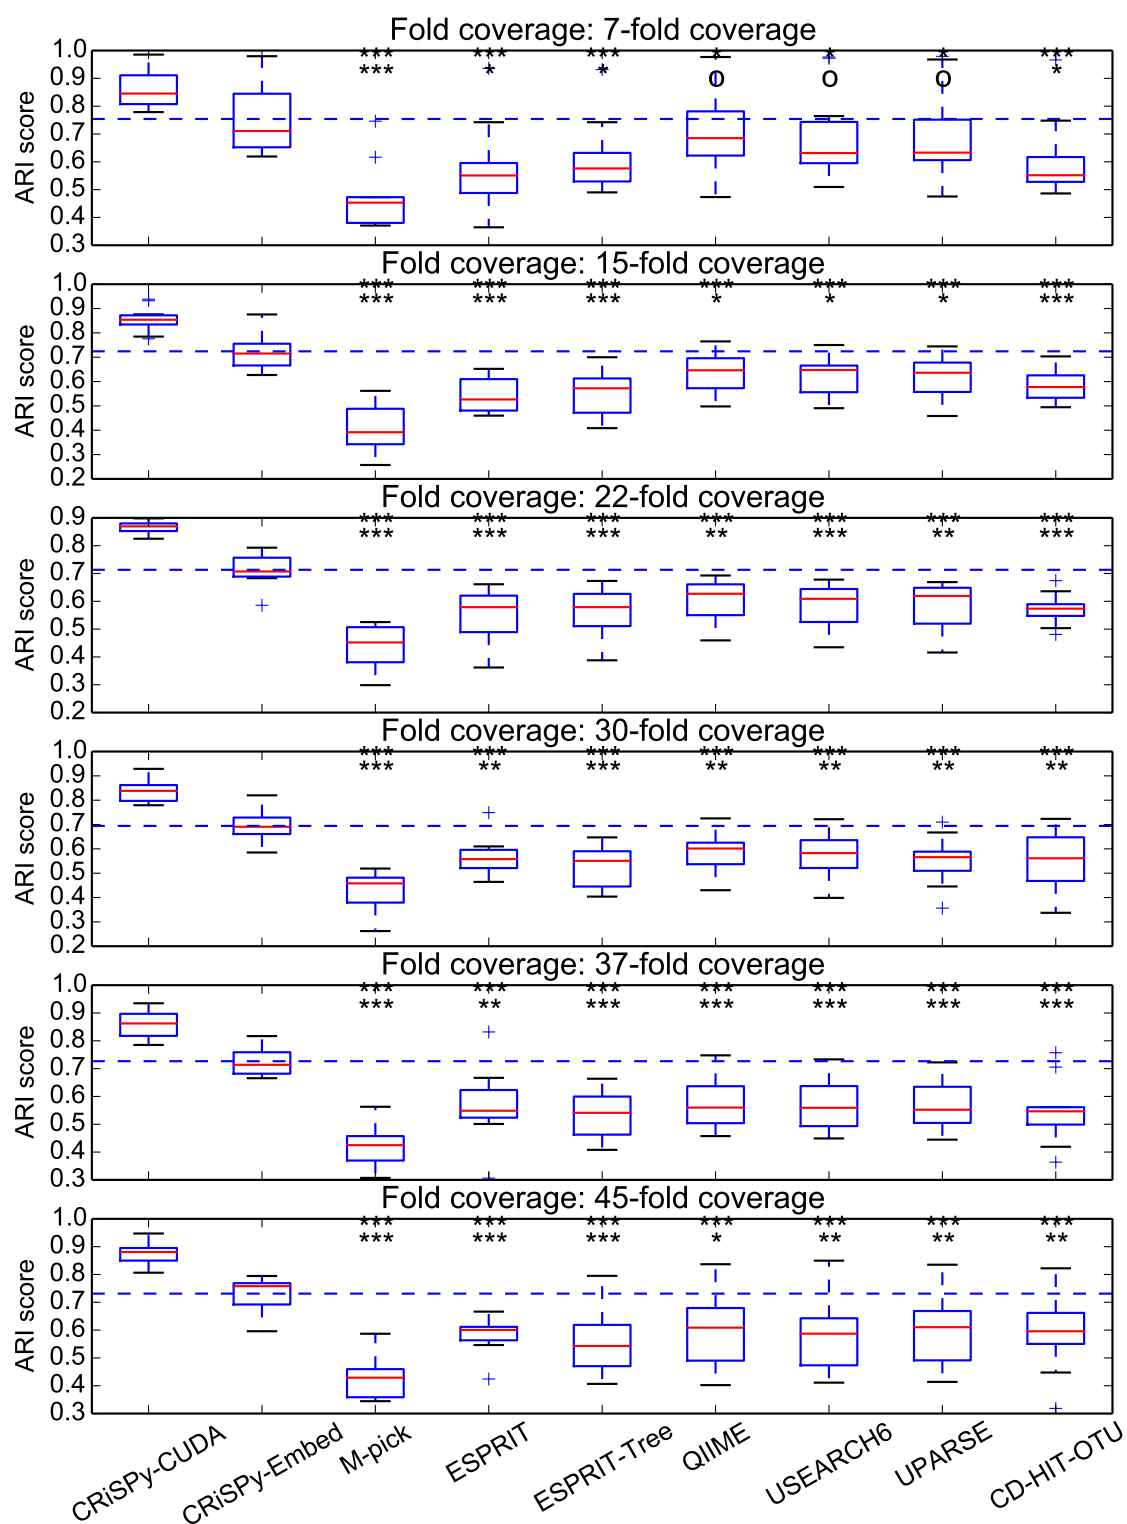 Fold coverage: 7-fold coverage
*** *** *** * * * ***
*** * * o o o *
1.0
0.9
0.8
0.7
0.6
0.5
0.4
0.3
ARI score
Fold coverage: 15-fold coverage
*** *** *** *** *** *** ***
*** *** *** * * * ***
1.0
0.9
0.8
0.7
0.6
0.5
0.4
0.3
0.2
ARI score
Fold coverage: 22-fold coverage
*** *** *** *** *** *** ***
*** *** *** ** *** ** ***
0.9
0.8
0.7
0.6
0.5
0.4
0.3
0.2
ARI score
Fold coverage: 30-fold coverage
*** *** *** *** *** *** ***
*** ** *** ** ** ** **
1.0
0.9
0.8
0.7
0.6
0.5
0.4
0.3
0.2
ARI score
Fold coverage: 37-fold coverage
*** *** *** *** *** *** ***
*** ** *** *** *** *** ***
1.0
0.9
0.8
0.7
0.6
0.5
0.4
0.3
ARI score
Fold coverage: 45-fold coverage
*** *** *** *** *** *** ***
*** *** *** * ** ** **
1.0
0.9
0.8
0.7
0.6
0.5
0.4
0.3
ARI score
CRiSPy-CUDA
CRiSPy-Embed
M-pick
ESPRIT
ESPRIT-Tree
QIIME
USEARCH6
UPARSE
CD-HIT-OTU